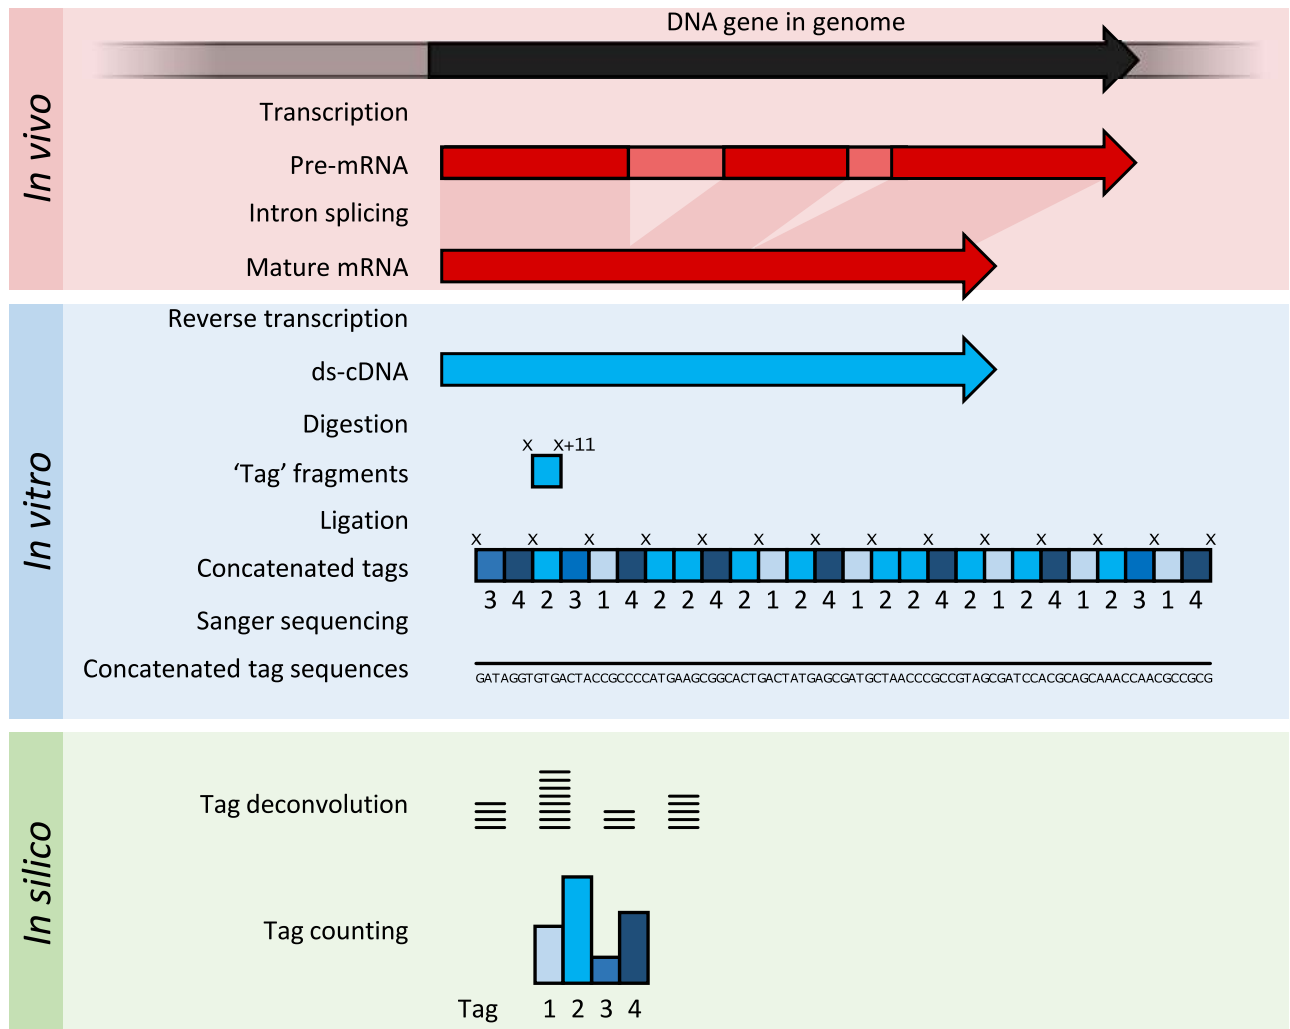 DNA gene in genome
In vivo
Transcription
Pre-mRNA
Intron splicing
Mature mRNA
In vitro
Reverse transcription
ds-cDNA
Digestion
x x+11
‘Tag’ fragments
Ligation
x x x x x x x x x x x x x x
Concatenated tags
3 4 2 3 1 4 2 2 4 2 1 2 4 1 2 2 4 2 1 2 4 1 2 3 1 4
Sanger sequencing
Concatenated tag sequences
GATAGGTGTGACTACCGCCCCATGAAGCGGCACTGACTATGAGCGATGCTAACCCGCCGTAGCGATCCACGCAGCAAACCAACGCCGCG
In silico
Tag deconvolution
Tag counting
Tag 1 2 3 4